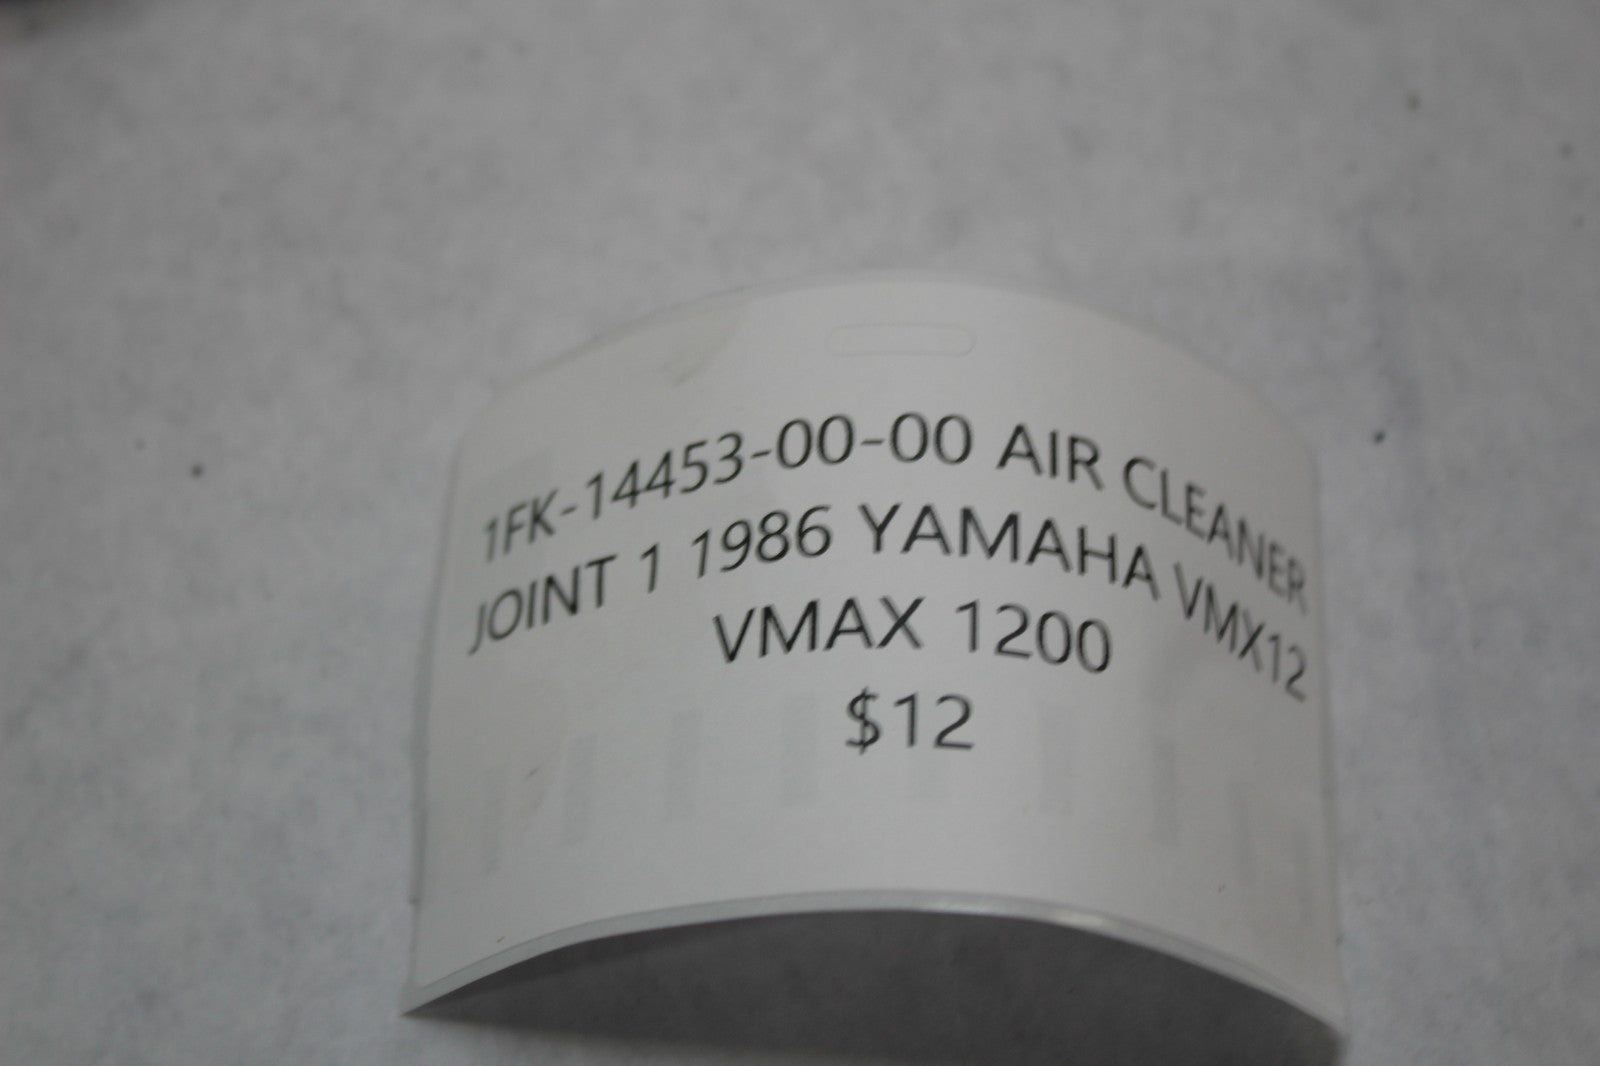 1FK-14453-00-00 AIR CLEANER
JOINT 1 1986 YAMAHA VMX12
VMAX 1200
$12